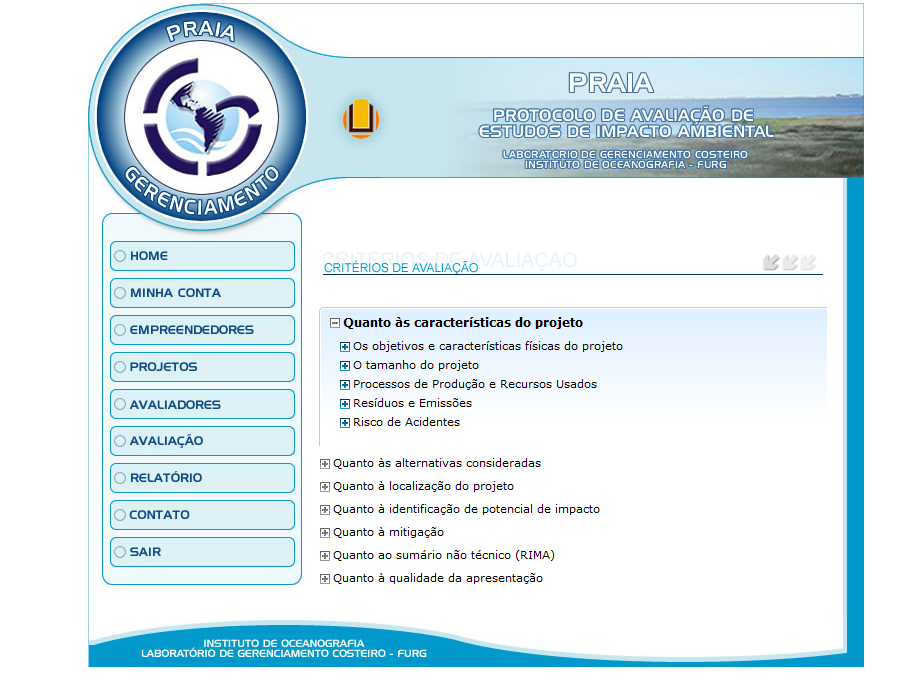 PRAIA
GERENCIAMENTO
PRAIA
PROTOCOLO DE AVALIAÇÃO DE
ESTUDOS DE IMPACTO AMBIENTAL
LABORATÓRIO DE GERENCIAMENTO COSTEIRO
INSTITUTO DE OCEANOGRAFIA - FURG
HOME
MINHA CONTA
EMPREENDEDORES
PROJETOS
AVALIADORES
AVALIAÇÃO
RELATÓRIO
CONTATO
SAIR
CRITÉRIOS DE AVALIAÇÃO
CRITÉRIOS DE AVALIAÇÃO
Quanto às características do projeto
Os objetivos e características físicas do projeto
O tamanho do projeto
Processos de Produção e Recursos Usados
Resíduos e Emissões
Risco de Acidentes
Quanto às alternativas consideradas
Quanto à localização do projeto
Quanto à identificação de potencial de impacto
Quanto à mitigação
Quanto ao sumário não técnico (RIMA)
Quanto à qualidade da apresentação
INSTITUTO DE OCEANOGRAFIA
LABORATÓRIO DE GERENCIAMENTO COSTEIRO - FURG